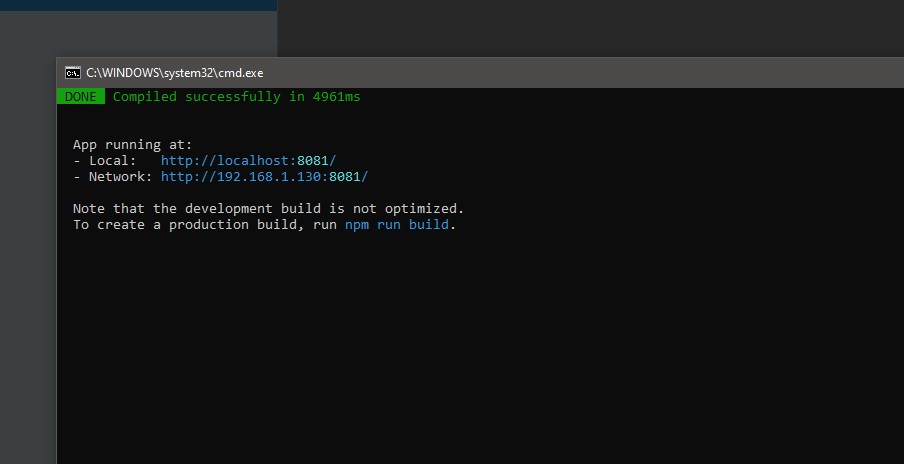 C:\WINDOWS\system32\cmd.exe
DONE Compiled successfully in 4961ms
App running at:
- Local: http://localhost:8081/
- Network: http://192.168.1.130:8081/
Note that the development build is not optimized.
To create a production build, run npm run build.